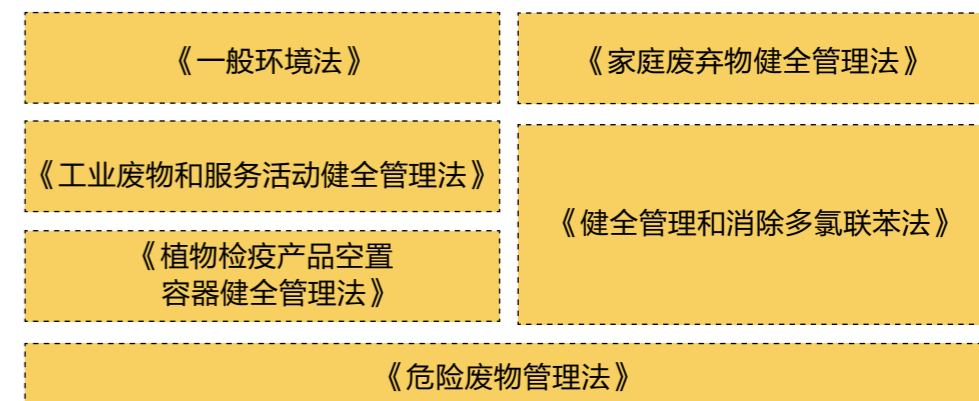 《一般环境法》
《家庭废弃物健全管理法》
《工业废物和服务活动健全管理法》
《健全管理和消除多氯联苯法》
《植物检疫产品空置
容器健全管理法》
《危险废物管理法》